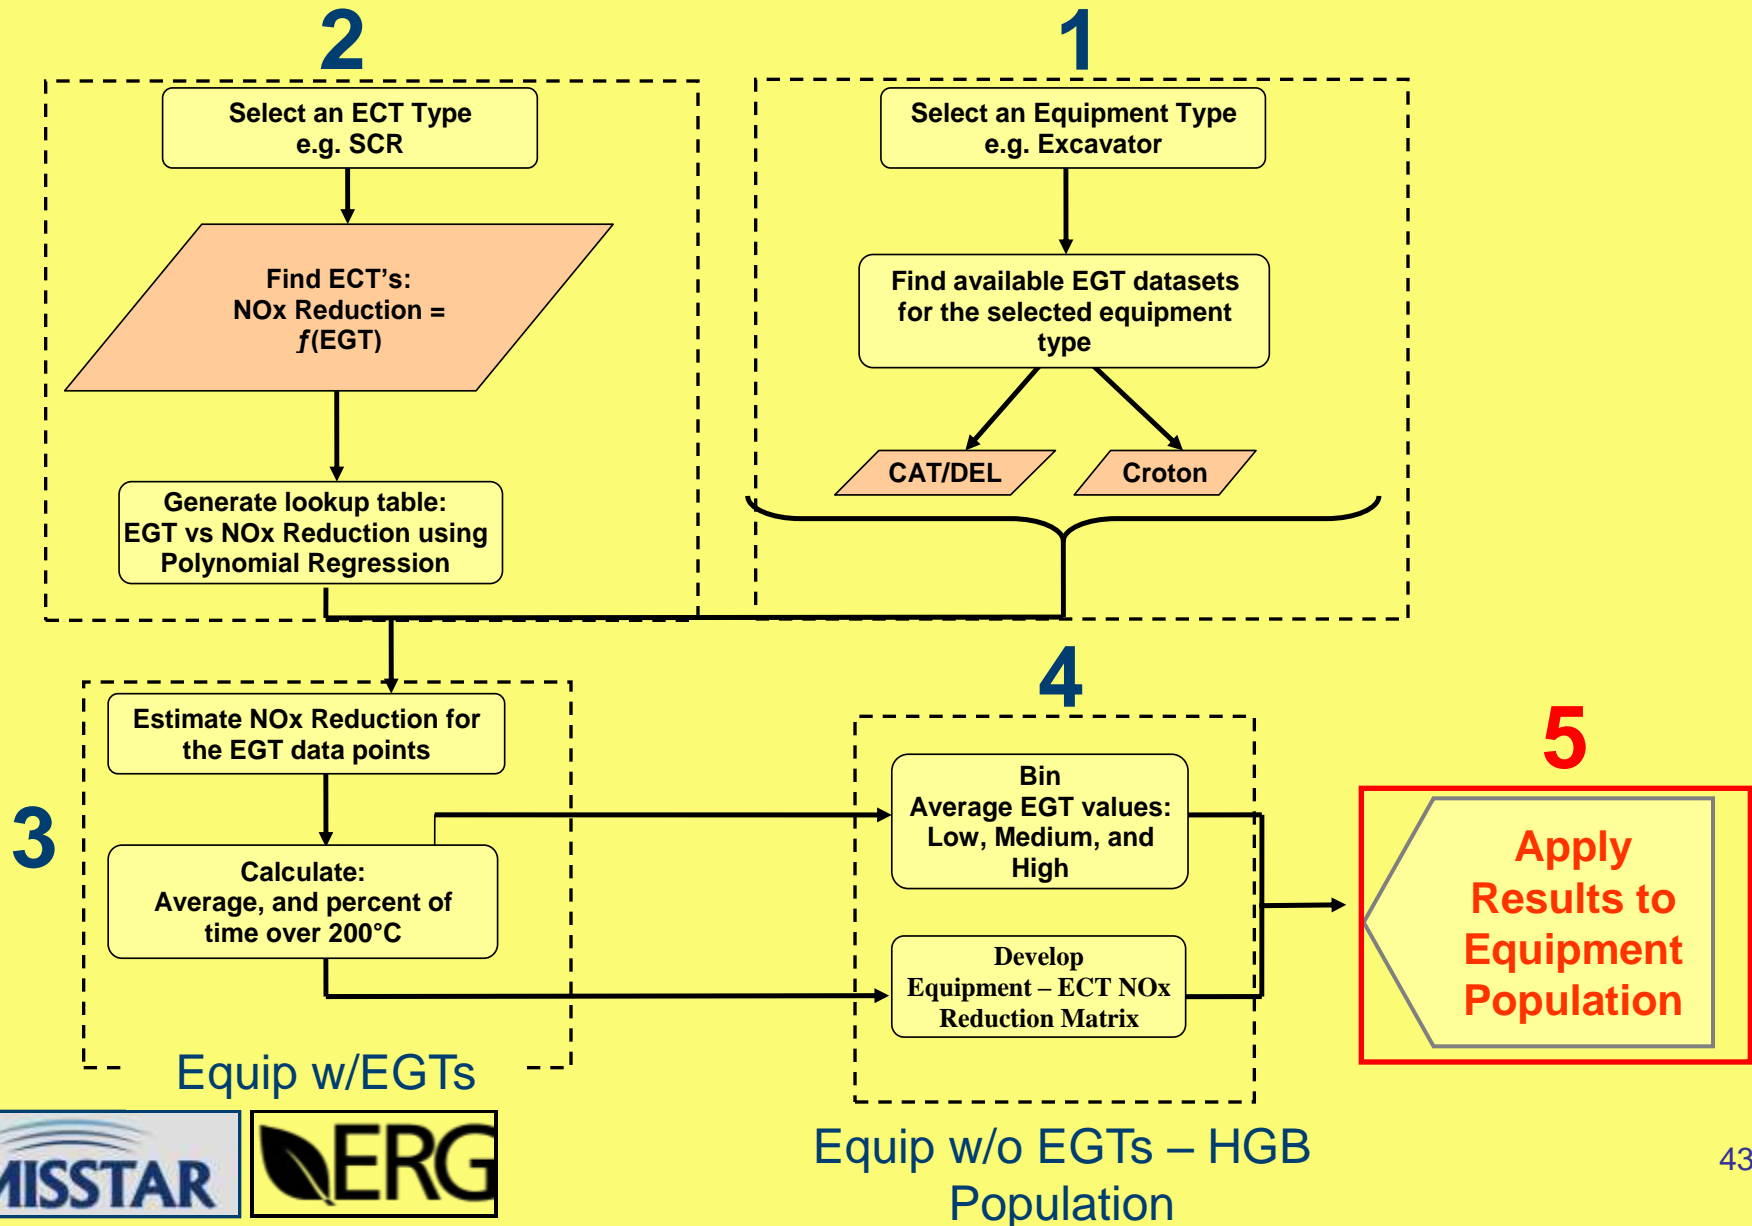 2
1
Select an ECT Type
e.g. SCR
Select an Equipment Type
e.g. Excavator
Find ECT’s:
NOx Reduction =
ƒ(EGT)
Find available EGT datasets
for the selected equipment
type
CAT/DEL
Croton
Generate lookup table:
EGT vs NOx Reduction using
Polynomial Regression
3
Estimate NOx Reduction for
the EGT data points
Calculate:
Average, and percent of
time over 200°C
Equip w/EGTs
4
Bin
Average EGT values:
Low, Medium, and
High
Develop
Equipment – ECT NOx
Reduction Matrix
Equip w/o EGTs – HGB
Population
5
Apply
Results to
Equipment
Population
MISSTAR
ERG
43